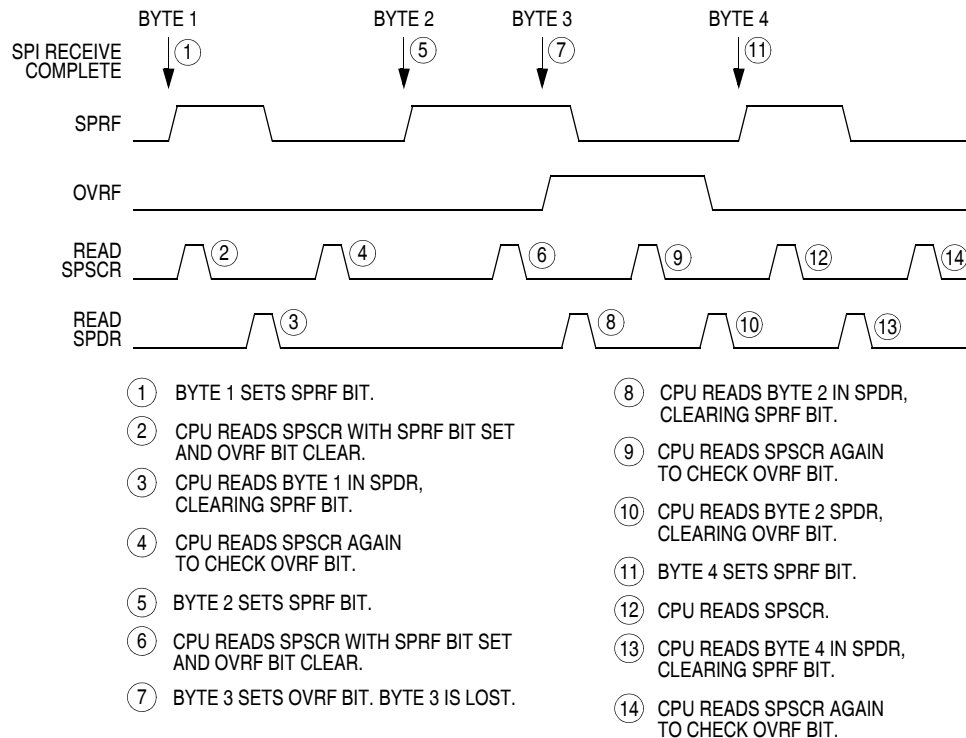 BYTE 1 BYTE 2 BYTE 3 BYTE 4
SPI RECEIVE
COMPLETE
1 5 7 11
SPRF
OVRF
READ
SPSCR
2 4 6 9 12 14
READ
SPDR
3 8 10 13
1 BYTE 1 SETS SPRF BIT.
2 CPU READS SPSCR WITH SPRF BIT SET
AND OVRF BIT CLEAR.
3 CPU READS BYTE 1 IN SPDR,
CLEARING SPRF BIT.
4 CPU READS SPSCR AGAIN
TO CHECK OVRF BIT.
5 BYTE 2 SETS SPRF BIT.
6 CPU READS SPSCR WITH SPRF BIT SET
AND OVRF BIT CLEAR.
7 BYTE 3 SETS OVRF BIT. BYTE 3 IS LOST.
8 CPU READS BYTE 2 IN SPDR,
CLEARING SPRF BIT.
9 CPU READS SPSCR AGAIN
TO CHECK OVRF BIT.
10 CPU READS BYTE 2 SPDR,
CLEARING OVRF BIT.
11 BYTE 4 SETS SPRF BIT.
12 CPU READS SPSCR.
13 CPU READS BYTE 4 IN SPDR,
CLEARING SPRF BIT.
14 CPU READS SPSCR AGAIN
TO CHECK OVRF BIT.